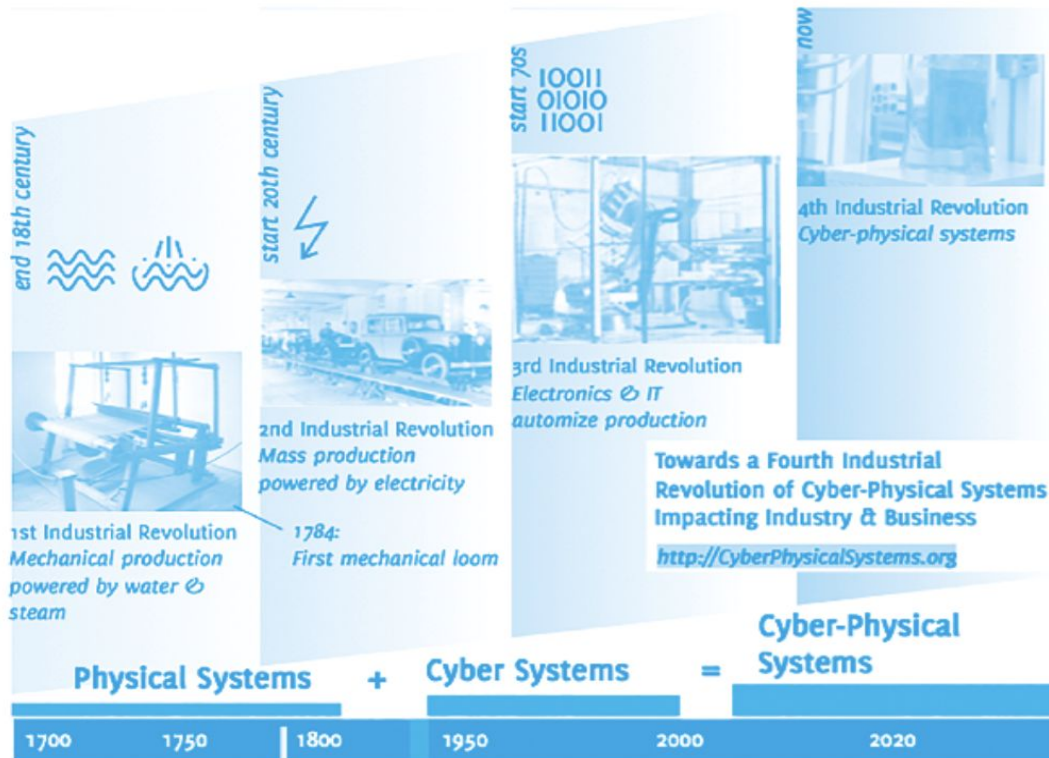 end 18th century
1st Industrial Revolution
Mechanical production
powered by water &
steam
1784:
First mechanical loom
start 20th century
2nd Industrial Revolution
Mass production
powered by electricity
start 70s
10011
01010
11001
3rd Industrial Revolution
Electronics & IT
automize production
now
4th Industrial Revolution
Cyber-physical systems
Towards a Fourth Industrial
Revolution of Cyber-Physical Systems
Impacting Industry & Business
http://CyberPhysicalSystems.org
Physical Systems + Cyber Systems = Cyber-Physical
Systems
1700 1750 1800 1950 2000 2020